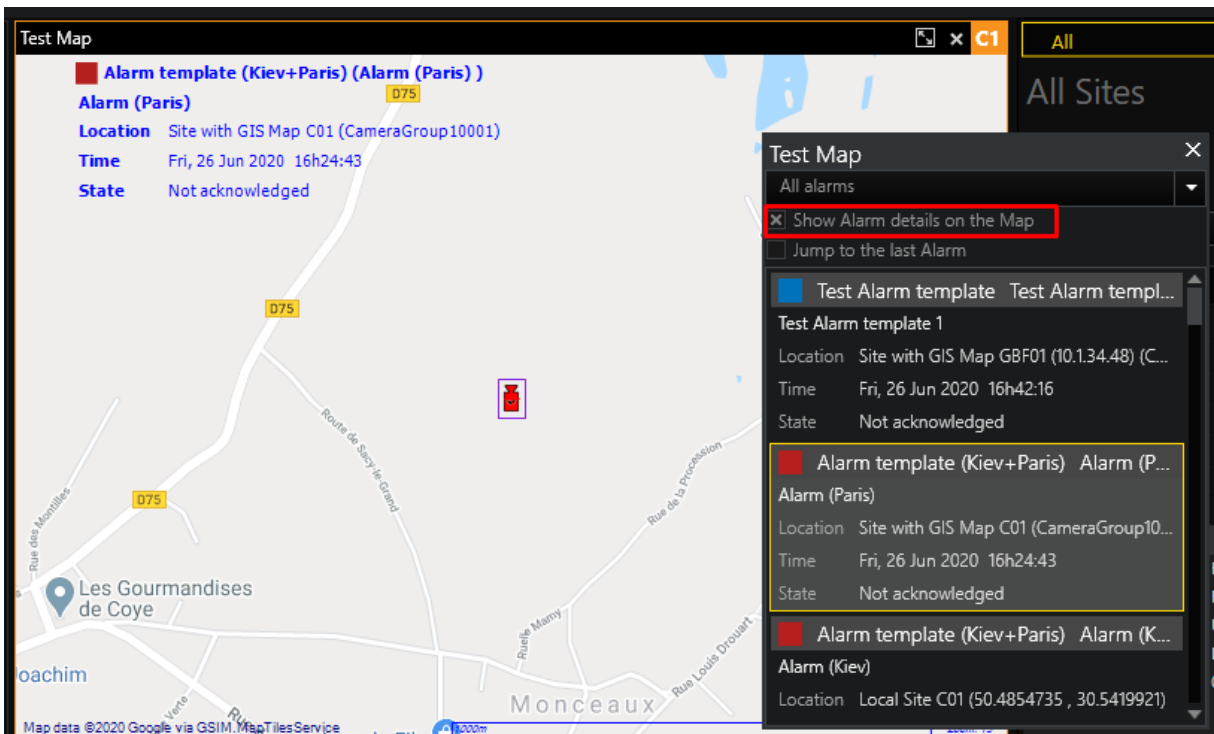 Test Map
C1
All
All Sites
Alarm template (Kiev+Paris) (Alarm (Paris) )
Alarm (Paris)
Location Site with GIS Map C01 (CameraGroup10001)
Time Fri, 26 Jun 2020 16h24:43
State Not acknowledged
D75
D75
D75
Route de Sacy-le-Grand
Rue de la Procession
Rue des Montilles
Les Gourmandises
de Coye
Ruelle Mamy
Rue Louis Drouart
Monceaux
Map data ©2020 Google via GSIM.MapTilesService
Test Map
All alarms
Show Alarm details on the Map
Jump to the last Alarm
Test Alarm template Test Alarm templ...
Test Alarm template 1
Location Site with GIS Map GBF01 (10.1.34.48) (C...
Time Fri, 26 Jun 2020 16h42:16
State Not acknowledged
Alarm template (Kiev+Paris) Alarm (P...
Alarm (Paris)
Location Site with GIS Map C01 (CameraGroup10...
Time Fri, 26 Jun 2020 16h24:43
State Not acknowledged
Alarm template (Kiev+Paris) Alarm (K...
Alarm (Kiev)
Location Local Site C01 (50.4854735 , 30.5419921)